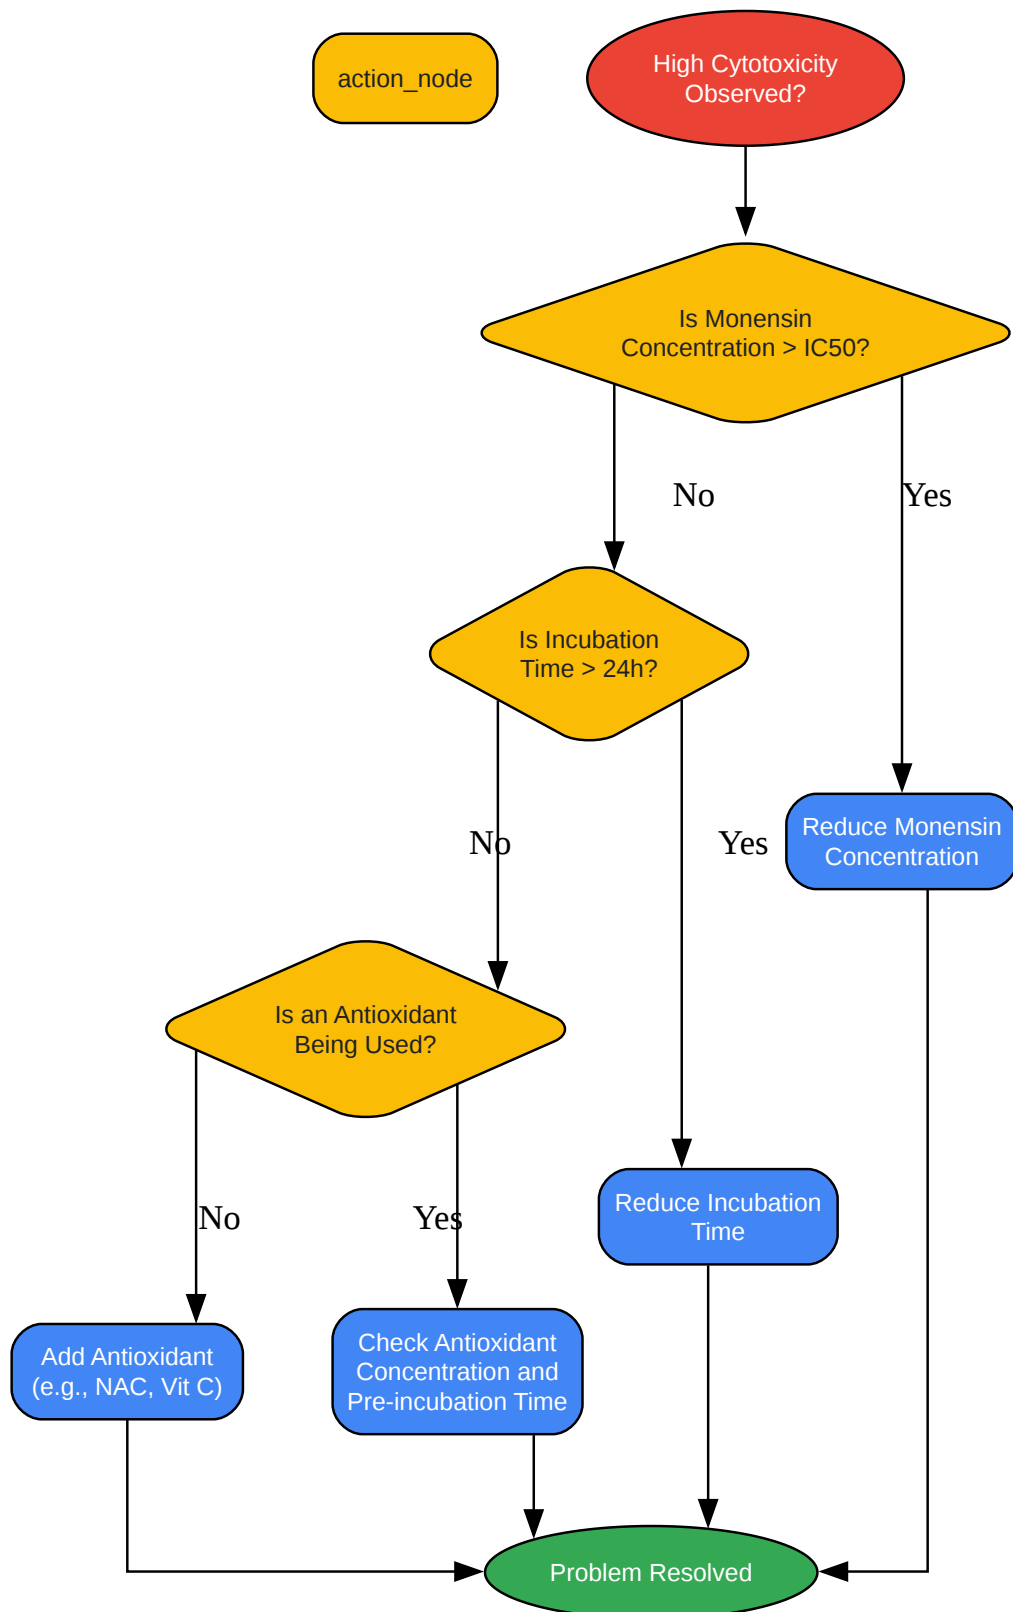 action_node
High Cytotoxicity
Observed?
Is Monensin
Concentration > IC50?
No
Yes
Is Incubation
Time > 24h?
No
Yes
Reduce Monensin
Concentration
Is an Antioxidant
Being Used?
No
Yes
Reduce Incubation
Time
Add Antioxidant
(e.g., NAC, Vit C)
Check Antioxidant
Concentration and
Pre-incubation Time
Problem Resolved